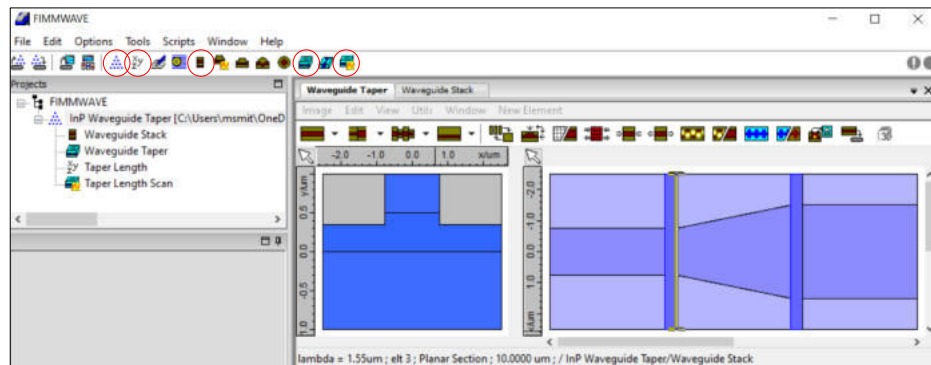 FIMMWAVE
File Edit Options Tools Scripts Window Help
Projects
FIMMWAVE
InP Waveguide Taper [C:\Users\msmit\OneD
Waveguide Stack
Waveguide Taper
Taper Length
Taper Length Scan
Waveguide Taper Waveguide Stack
Image Edit View Utili Window New Element
-2.0 -1.0 0.0 1.0 x/um
y/um
0.5
0.0
-0.5
-1.0
-2.0
-1.0
0.0
1.0
x/um
lambda = 1.55um ; elt 3 ; Planar Section ; 10.0000 um ; / InP Waveguide Taper/Waveguide Stack